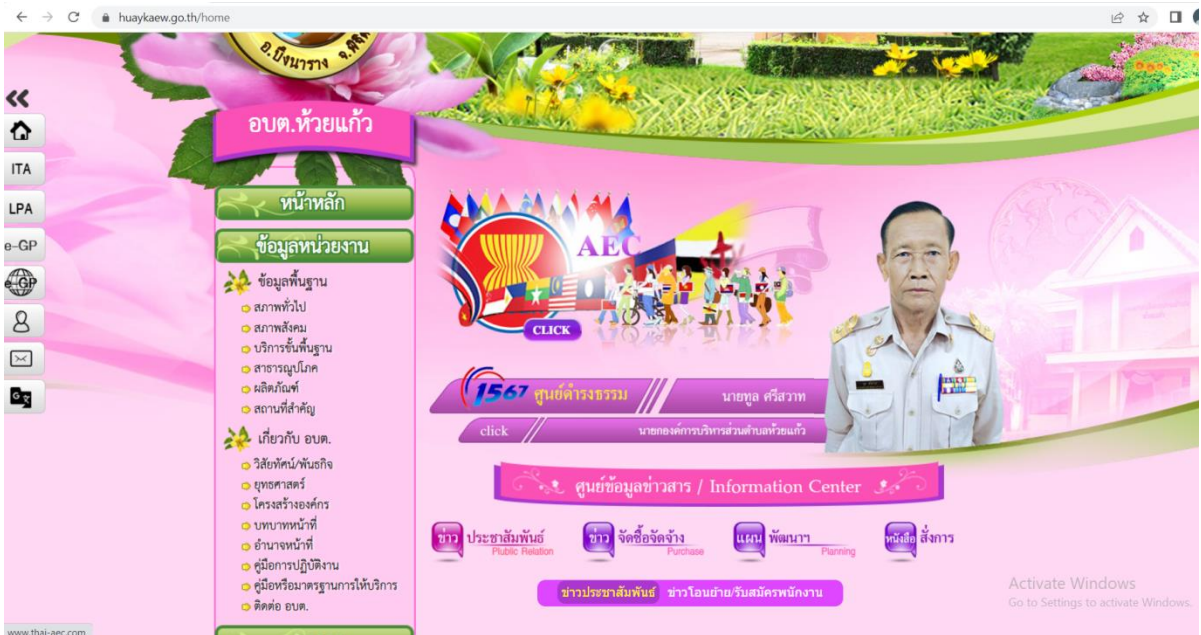 huaykaew.go.th/home
อ.บึงนาราง จ.พิจิต
อบต.ห้วยแก้ว
ITA
LPA
e-GP
e-GP
หน้าหลัก
ข้อมูลหน่วยงาน
ข้อมูลพื้นฐาน
สภาพทั่วไป
สภาพสังคม
บริการขั้นพื้นฐาน
สาธารณูปโภค
ผลิตภัณฑ์
สถานที่สำคัญ
เกี่ยวกับ อบต.
วิสัยทัศน์/พันธกิจ
ยุทธศาสตร์
โครงสร้างองค์กร
บทบาทหน้าที่
อำนาจหน้าที่
คู่มือการปฏิบัติงาน
คู่มือหรือมาตรฐานการให้บริการ
ติดต่อ อบต.
AEC
CLICK
1567 ศูนย์ดำรงธรรม
click
นายทูล ศรีสวาท
นายกองค์การบริหารส่วนตำบลห้วยแก้ว
ศูนย์ข้อมูลข่าวสาร / Information Center
ข่าว ประชาสัมพันธ์
Plublic Relation
ข่าว จัดซื้อจัดจ้าง
Purchase
แผน พัฒนาฯ
Planning
หนังสือ สั่งการ
ข่าวประชาสัมพันธ์ ข่าวโอนย้าย/รับสมัครพนักงาน
Activate Windows
Go to Settings to activate Windows.
www.thai-aec.com